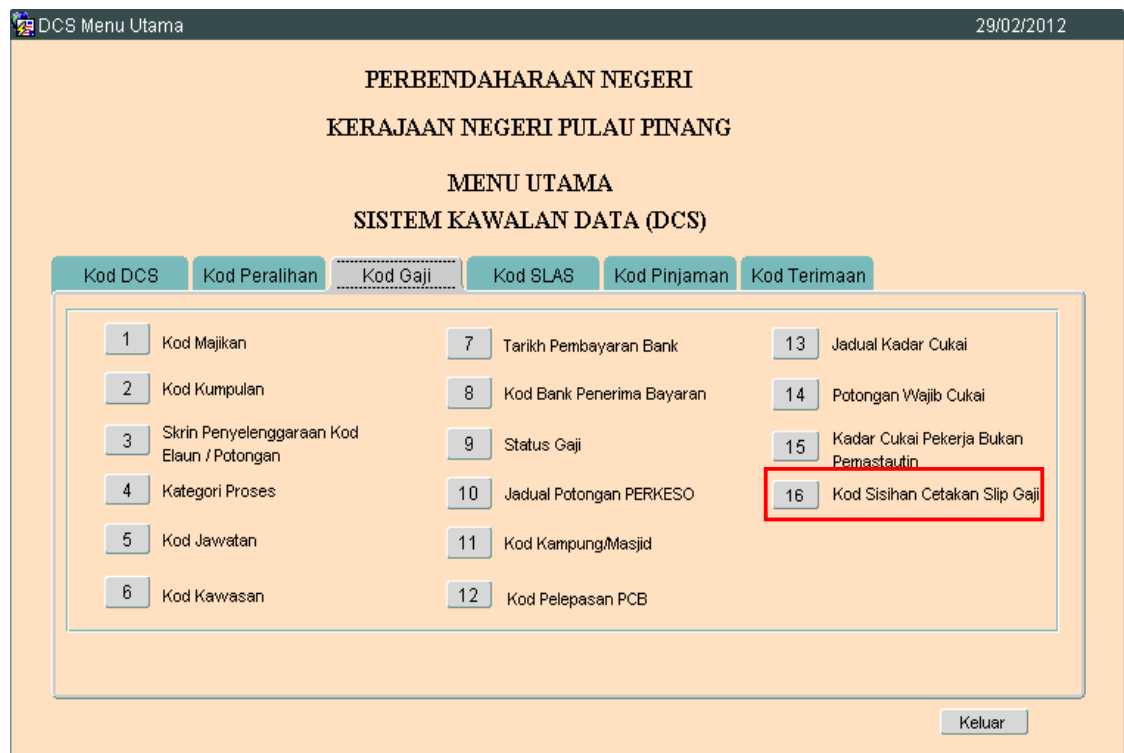 DCS Menu Utama 29/02/2012
PERBENDAHARAAN NEGERI
KERAJAAN NEGERI PULAU PINANG
MENU UTAMA
SISTEM KAWALAN DATA (DCS)
Kod DCS Kod Peralihan Kod Gaji Kod SLAS Kod Pinjaman Kod Terimaan
1 Kod Majikan
2 Kod Kumpulan
3 Skrin Penyelenggaraan Kod
Elaun / Potongan
4 Kategori Proses
5 Kod Jawatan
6 Kod Kawasan
7 Tarikh Pembayaran Bank
8 Kod Bank Penerima Bayaran
9 Status Gaji
10 Jadual Potongan PERKESO
11 Kod Kampung/Masjid
12 Kod Pelepasan PCB
13 Jadual Kadar Cukai
14 Potongan Wajib Cukai
15 Kadar Cukai Pekerja Bukan
Pemastautin
16 Kod Sisihan Cetakan Slip Gaji
Keluar